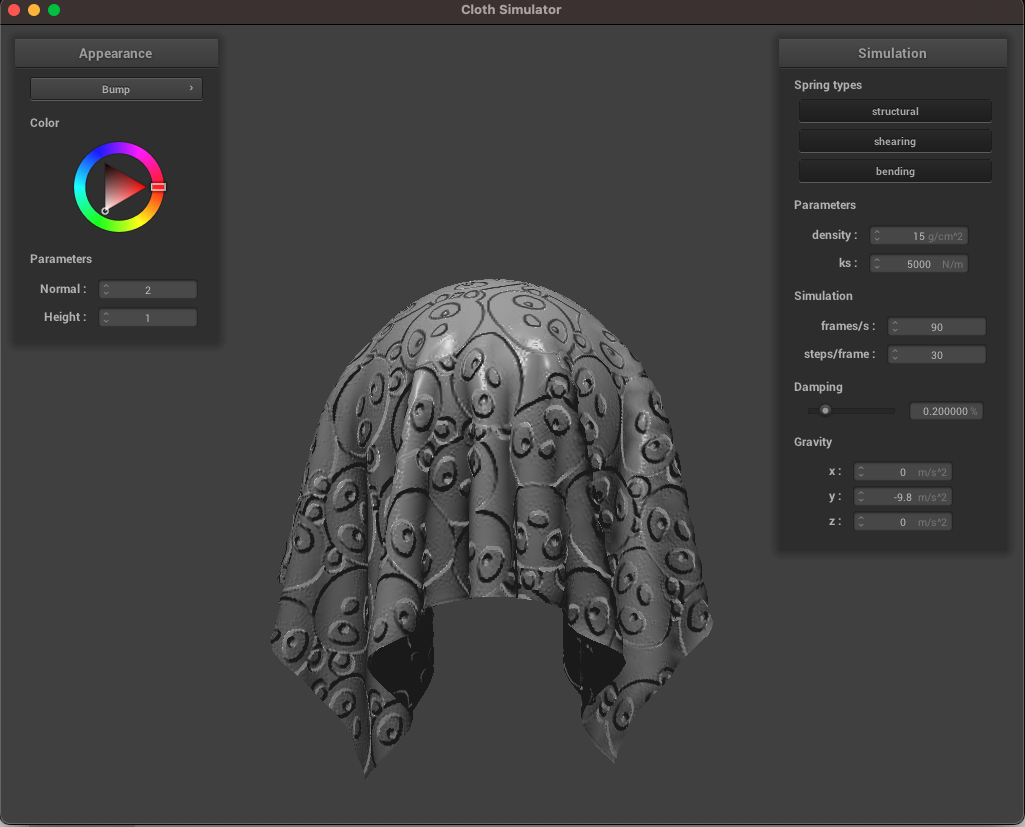 Cloth Simulator
Appearance
Bump
Color
Parameters
Normal : 2
Height : 1
Simulation
Spring types
structural
shearing
bending
Parameters
density : 15 g/cm^2
ks : 5000 N/m
Simulation
frames/s : 90
steps/frame : 30
Damping
0.200000 %
Gravity
x : 0 m/s^2
y : -9.8 m/s^2
z : 0 m/s^2